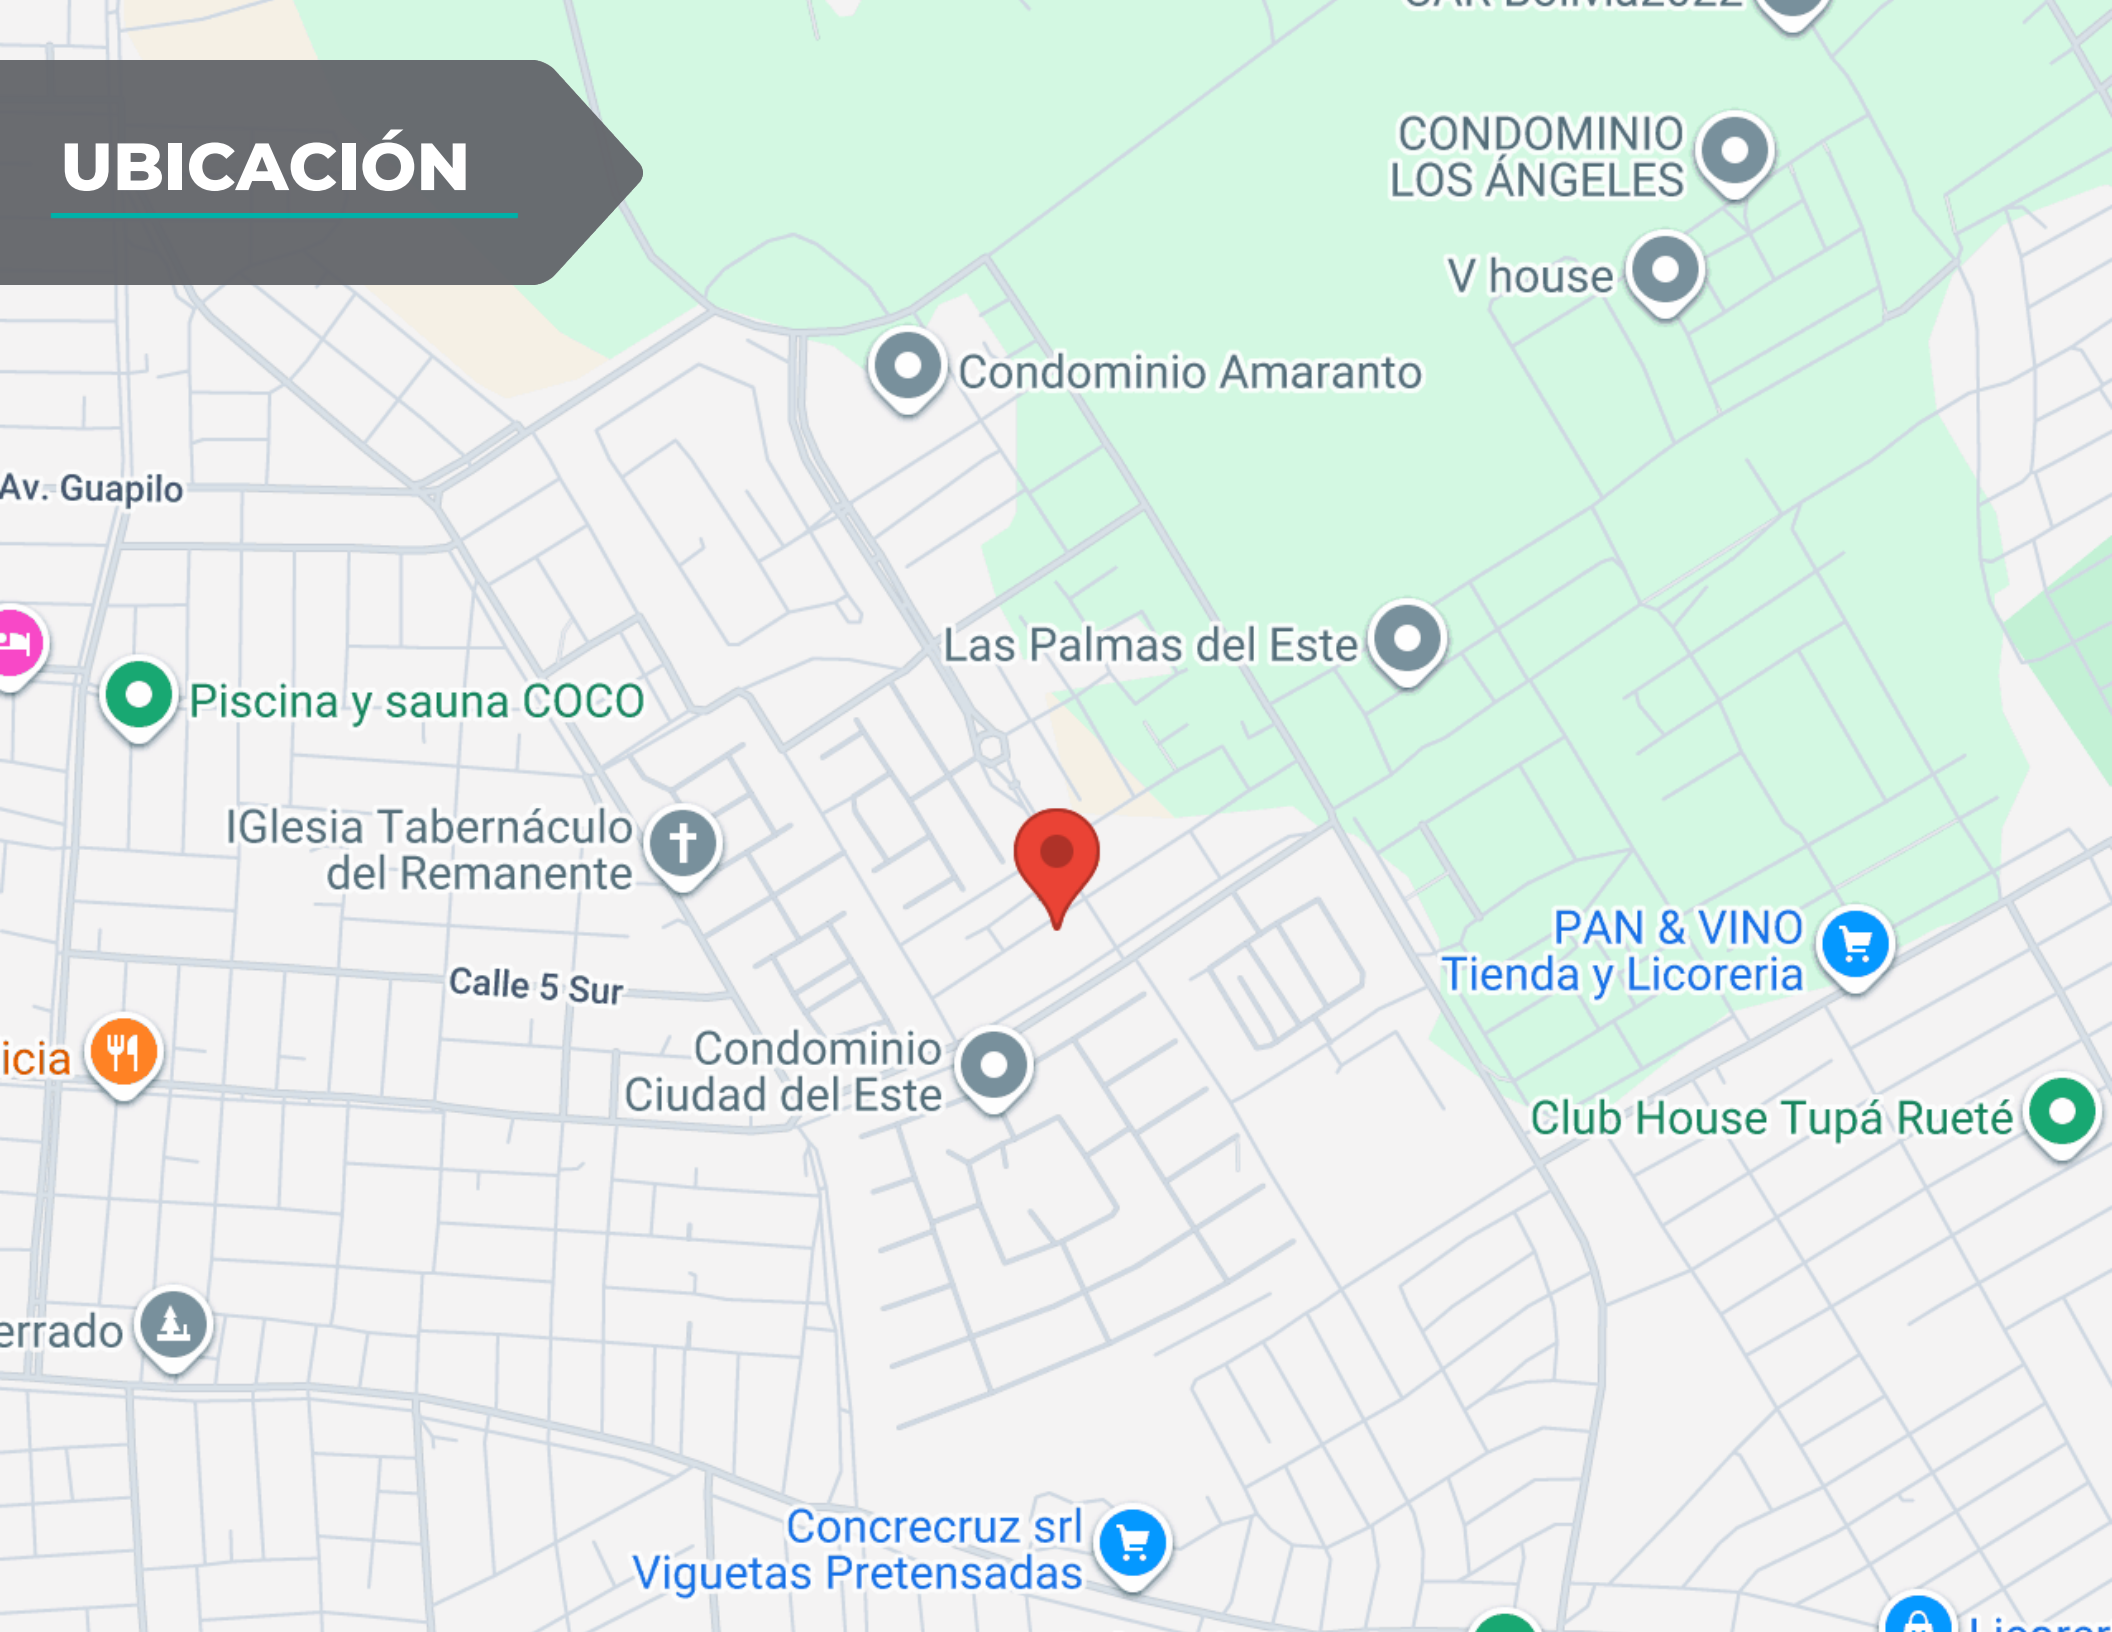 UBICACIÓN
CONDOMINIO
LOS ÁNGELES
V house
Condominio Amaranto
Av. Guapilo
Las Palmas del Este
Piscina y sauna COCO
IGlesia Tabernáculo
del Remanente
PAN & VINO
Tienda y Licoreria
Calle 5 Sur
icia
Condominio
Ciudad del Este
Club House Tupá Rueté
errado
Concrecruz srl
Viguetas Pretensadas